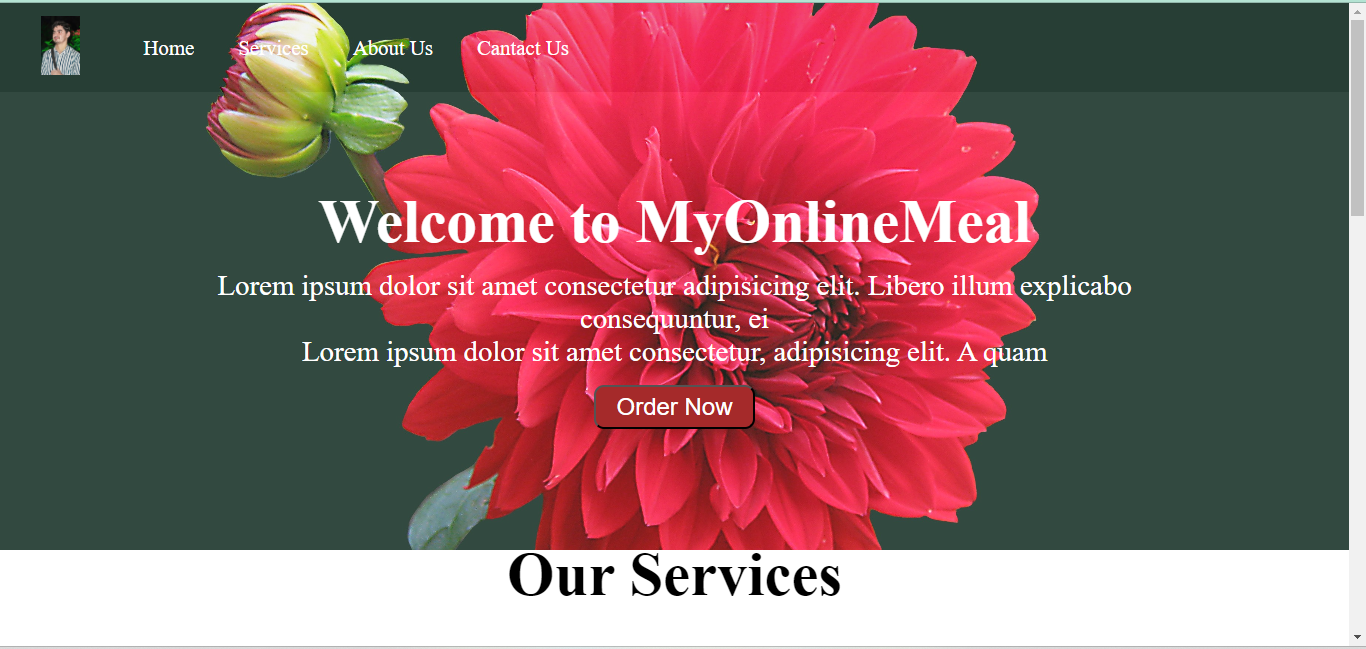 Home Services About Us Cantact Us
Welcome to MyOnlineMeal
Lorem ipsum dolor sit amet consectetur adipisicing elit. Libero illum explicabo
consequuntur, ei
Lorem ipsum dolor sit amet consectetur, adipisicing elit. A quam
Order Now
Our Services